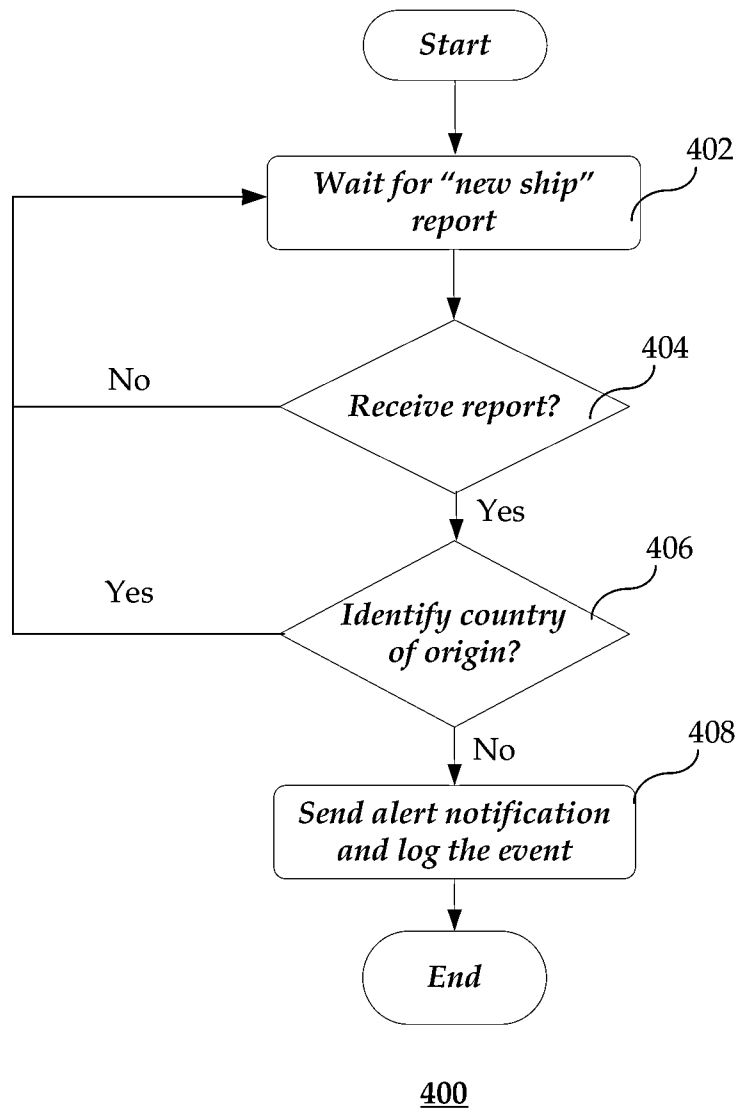 Start
402
Wait for “new ship”
report
404
No
Receive report?
Yes
406
Yes
Identify country
of origin?
No
408
Send alert notification
and log the event
End
400